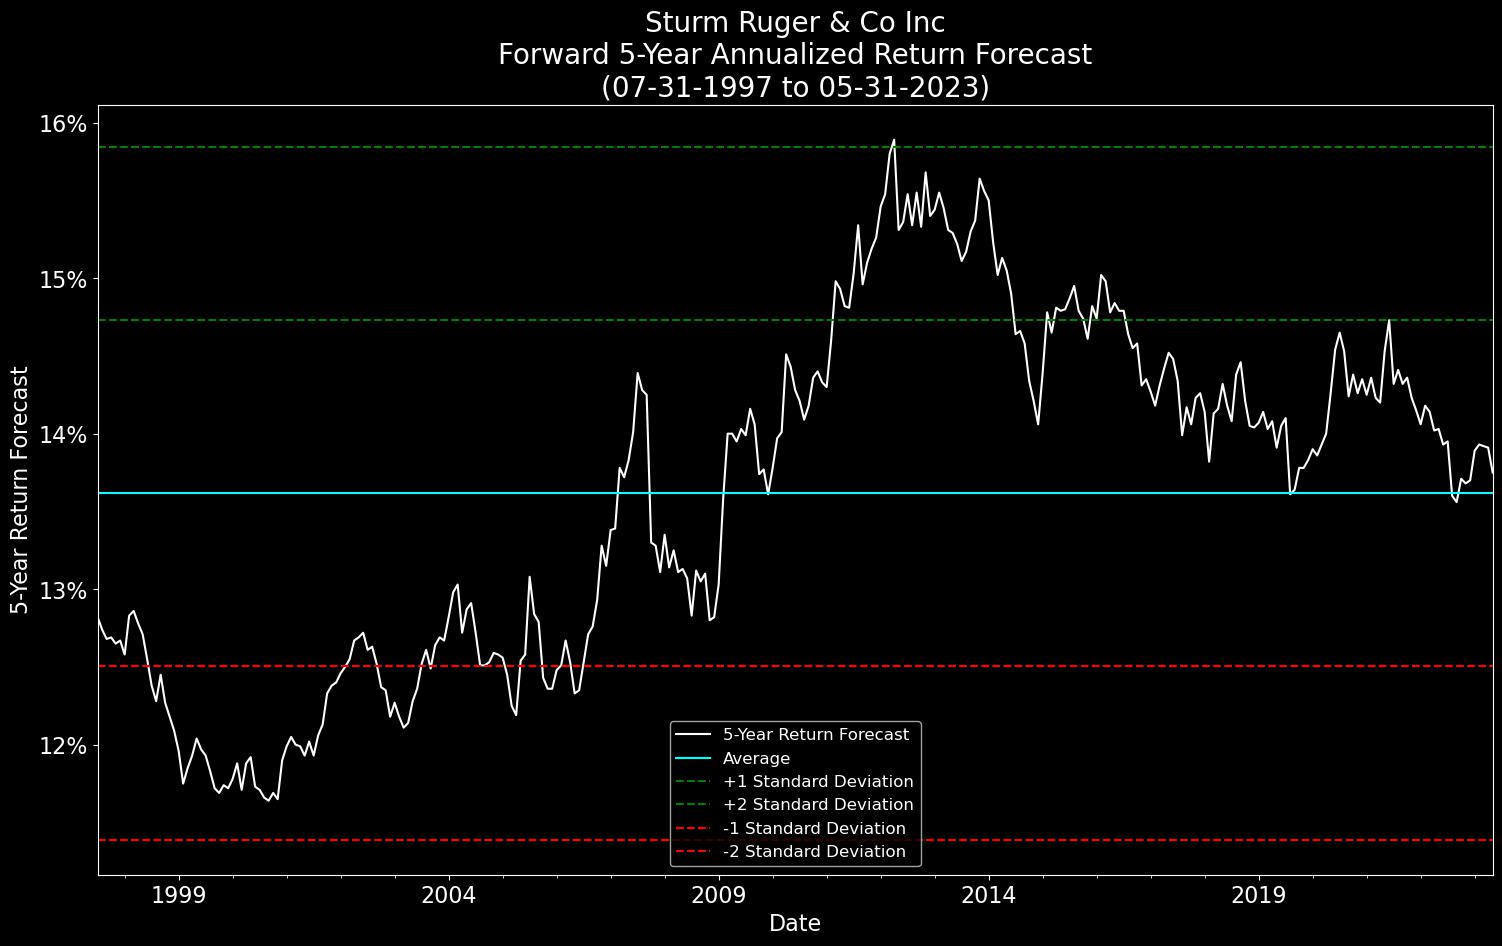 Sturm Ruger & Co Inc
Forward 5-Year Annualized Return Forecast
(07-31-1997 to 05-31-2023)
16%
15%
14%
13%
12%
5-Year Return Forecast
5-Year Return Forecast
Average
+1 Standard Deviation
+2 Standard Deviation
-1 Standard Deviation
-2 Standard Deviation
1999 2004 2009 2014 2019
Date